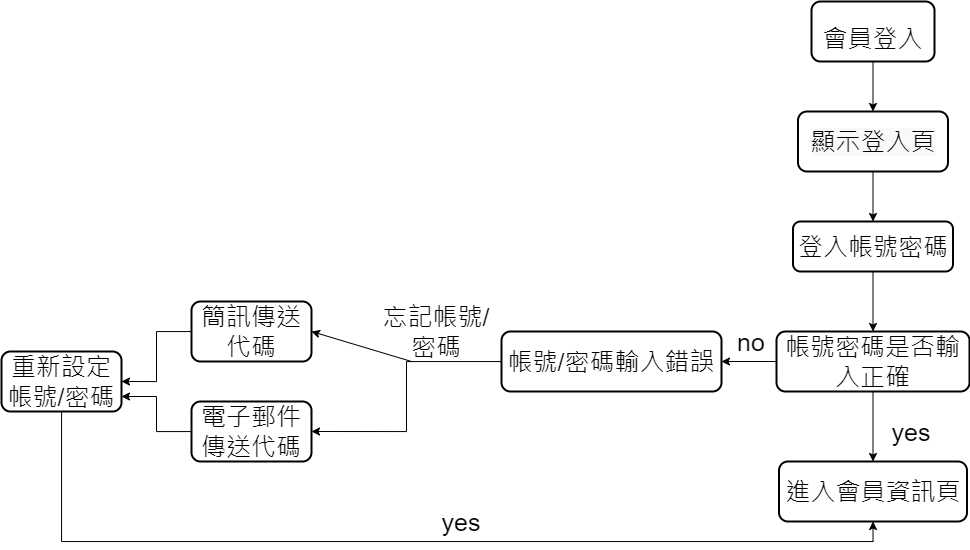 會員登入
顯示登入頁
登入帳號密碼
帳號密碼是否輸
入正確
no
帳號/密碼輸入錯誤
忘記帳號/
密碼
簡訊傳送
代碼
電子郵件
傳送代碼
重新設定
帳號/密碼
yes
進入會員資訊頁
yes